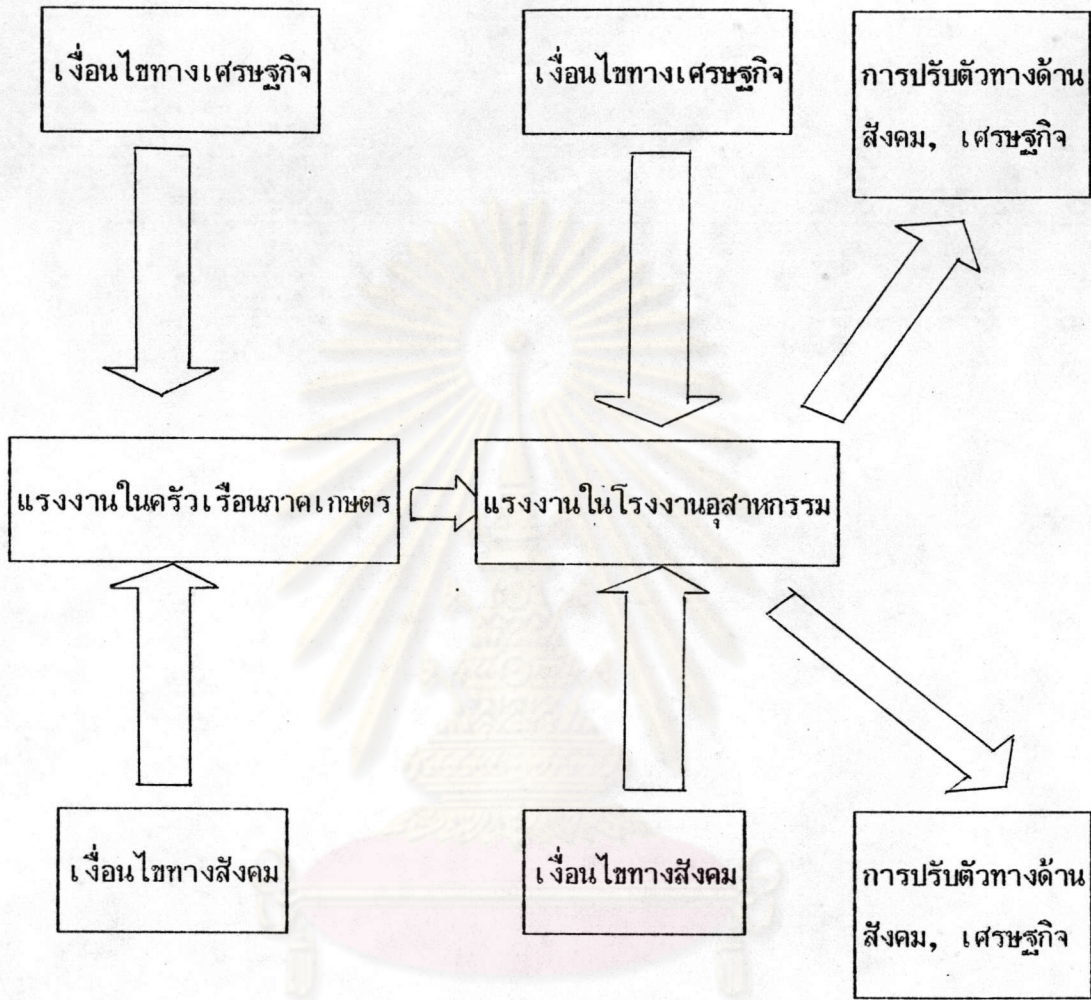 เงื่อนไขทางเศรษฐกิจ
เงื่อนไขทางเศรษฐกิจ
การปรับตัวทางด้าน
สังคม, เศรษฐกิจ
แรงงานในครัวเรือนภาคเกษตร
แรงงานในโรงงานอุสาหกรรม
เงื่อนไขทางสังคม
เงื่อนไขทางสังคม
การปรับตัวทางด้าน
สังคม, เศรษฐกิจ